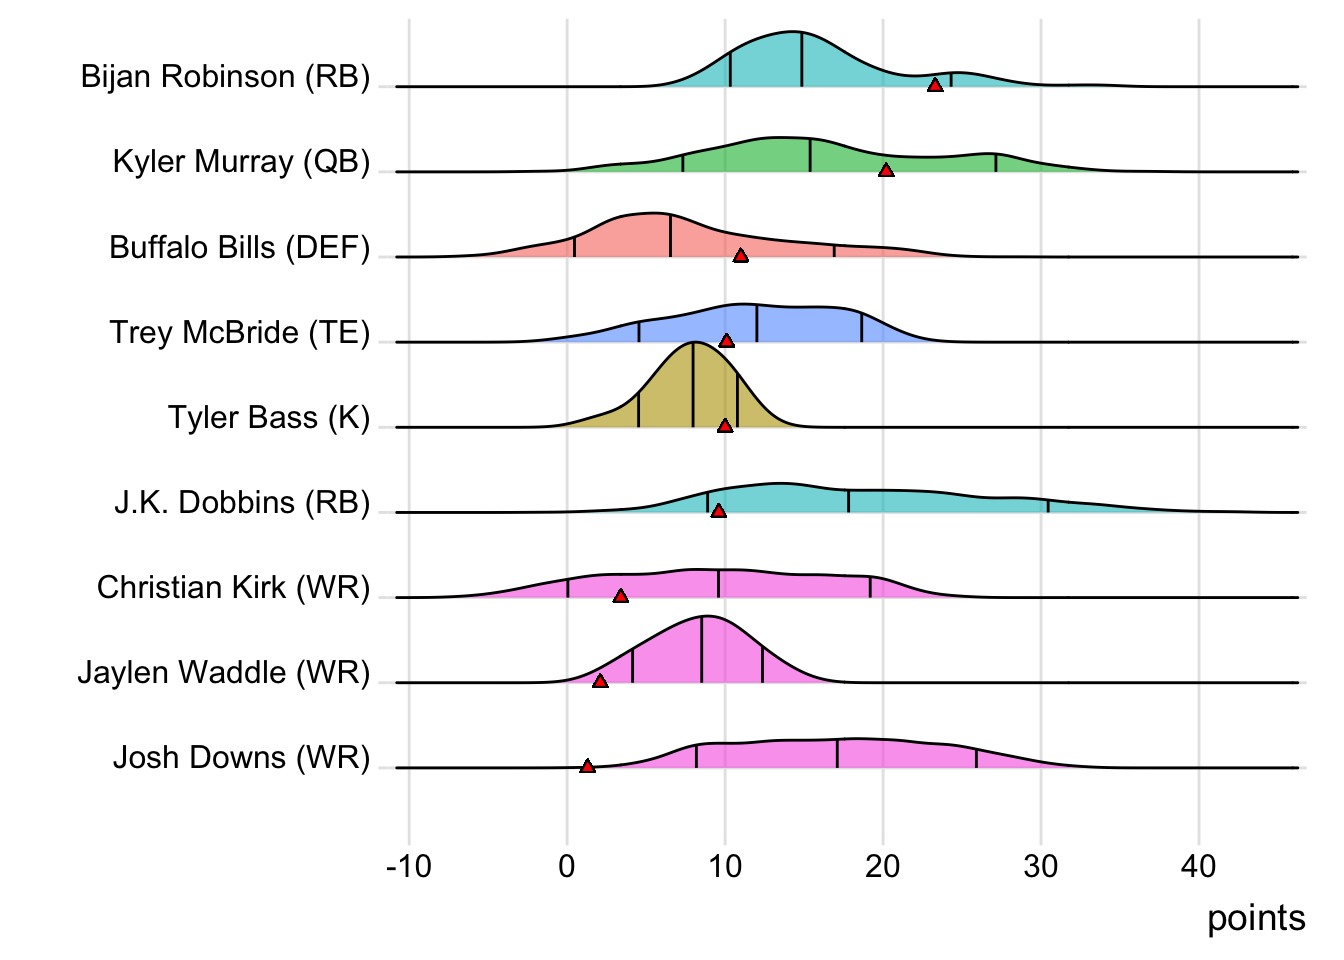 Bijan Robinson (RB)
Kyler Murray (QB)
Buffalo Bills (DEF)
Trey McBride (TE)
Tyler Bass (K)
J.K. Dobbins (RB)
Christian Kirk (WR)
Jaylen Waddle (WR)
Josh Downs (WR)
-10 0 10 20 30 40
points